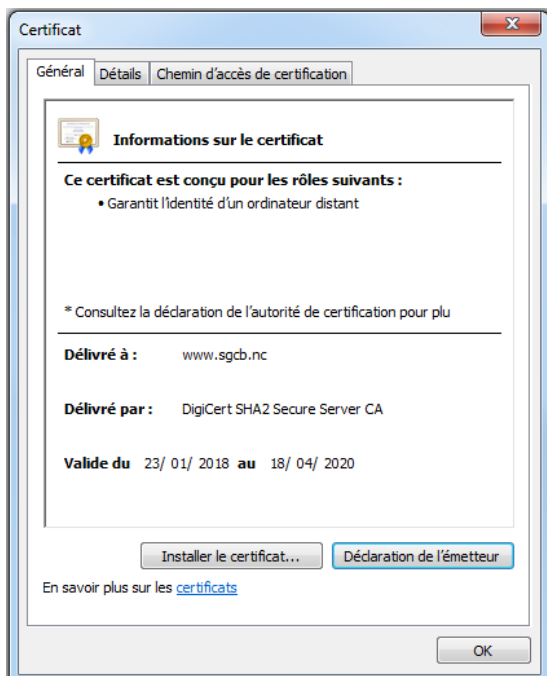 Certificat
Général Détails Chemin d'accès de certification
Informations sur le certificat
Ce certificat est conçu pour les rôles suivants :
• Garantit l'identité d'un ordinateur distant
* Consultez la déclaration de l'autorité de certification pour plu
Délivré à : www.sgcb.nc
Délivré par : DigiCert SHA2 Secure Server CA
Valide du 23/ 01/ 2018 au 18/ 04/ 2020
Installer le certificat... Déclaration de l'émetteur
En savoir plus sur les certificats
OK